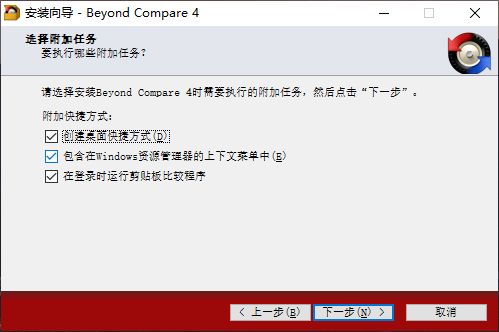 安装向导 - Beyond Compare 4
选择附加任务
要执行哪些附加任务?
请选择安装Beyond Compare 4时需要执行的附加任务，然后点击“下一步”。
附加快捷方式:
创建桌面快捷方式(D)
包含在Windows资源管理器的上下文菜单中(E)
在登录时运行剪贴板比较程序
< 上一步(B) 下一步(N) > 取消